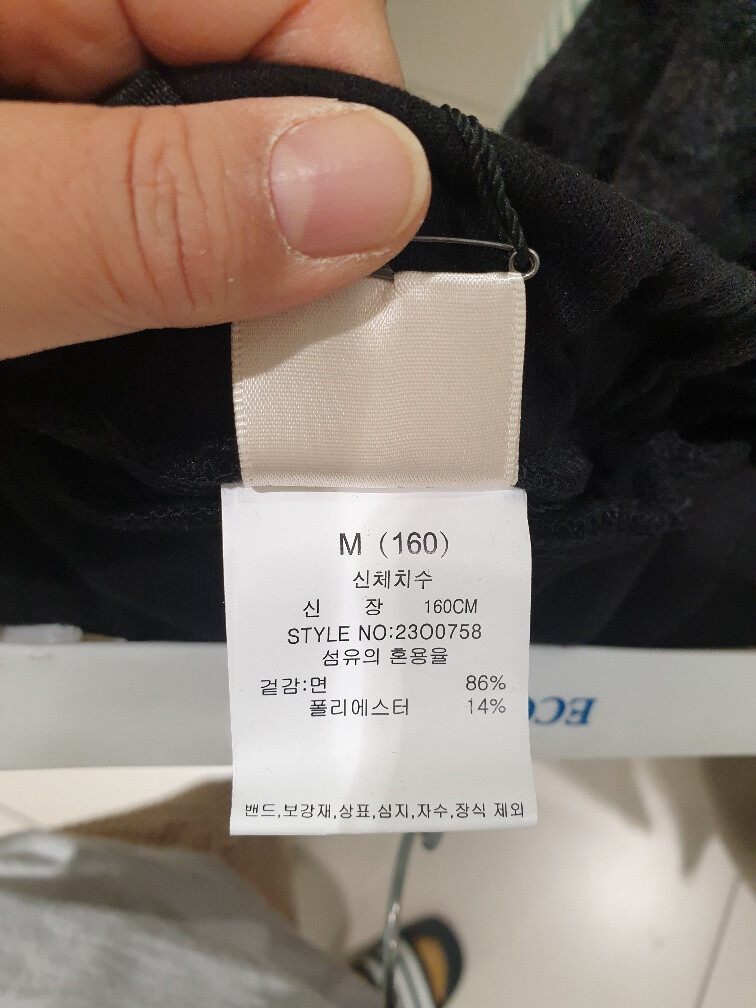 M (160)
신체치수
신 장 160CM
STYLE NO:23O0758
섬유의 혼용율
겉감:면 86%
폴리에스터 14%
밴드,보강재,상표,심지,자수,장식 제외